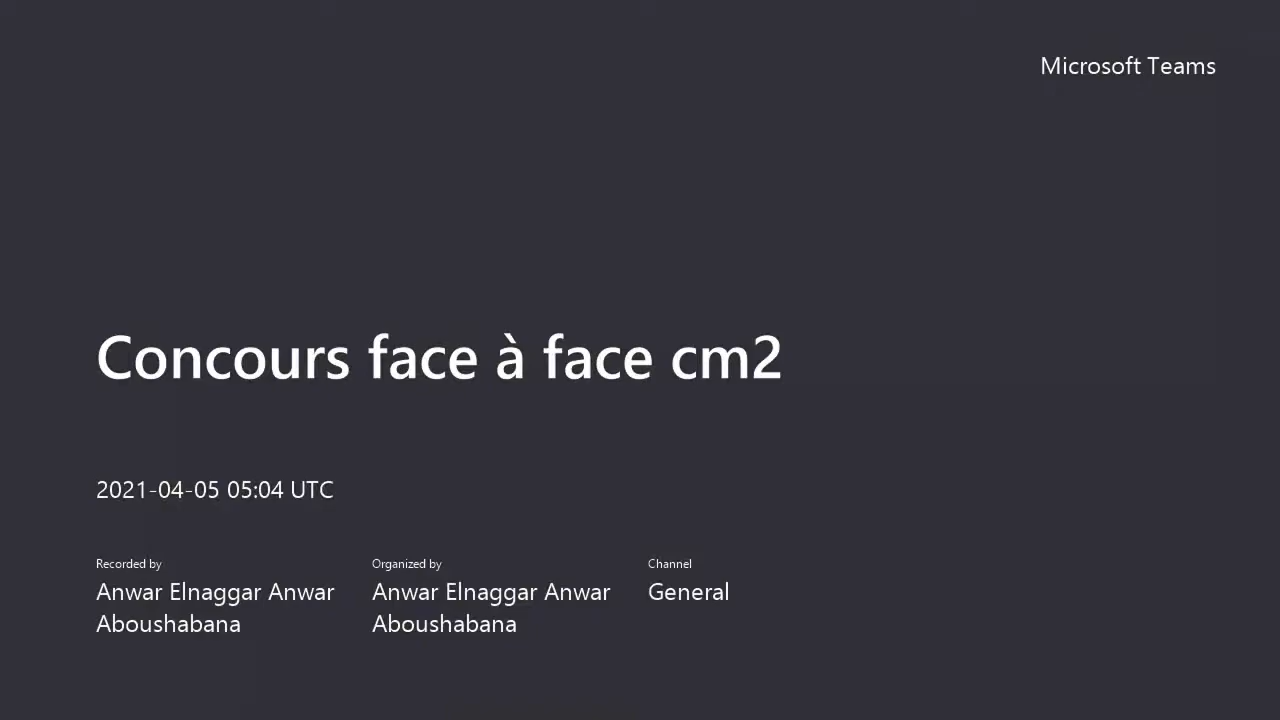 Microsoft Teams
Concours face à face cm2
2021-04-05 05:04 UTC
Recorded by
Anwar Elnaggar Anwar
Aboushabana
Organized by
Anwar Elnaggar Anwar
Aboushabana
Channel
General